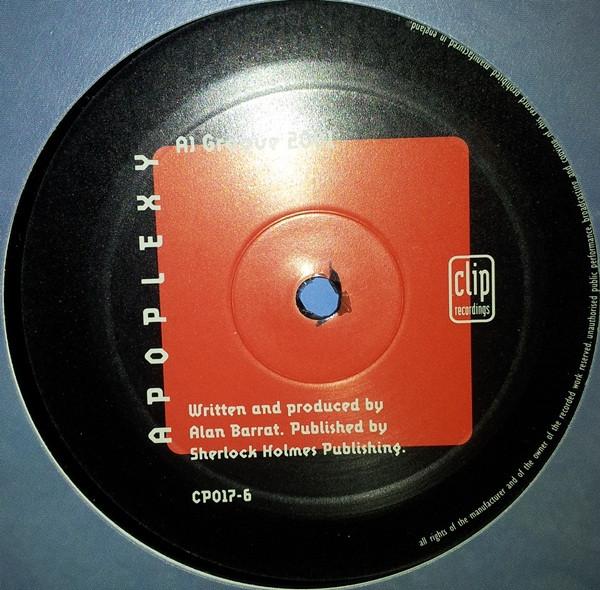 A1 Groove 2001
APOPLEXY
clip
recordings
Written and produced by
Alan Barrat. Published by
Sherlock Holmes Publishing.
CP017-6
all rights of the manufacturer and of the owner of the recorded work reserved. unauthorised public performance, broadcasting and copying of this record prohibited. manufactured in england.